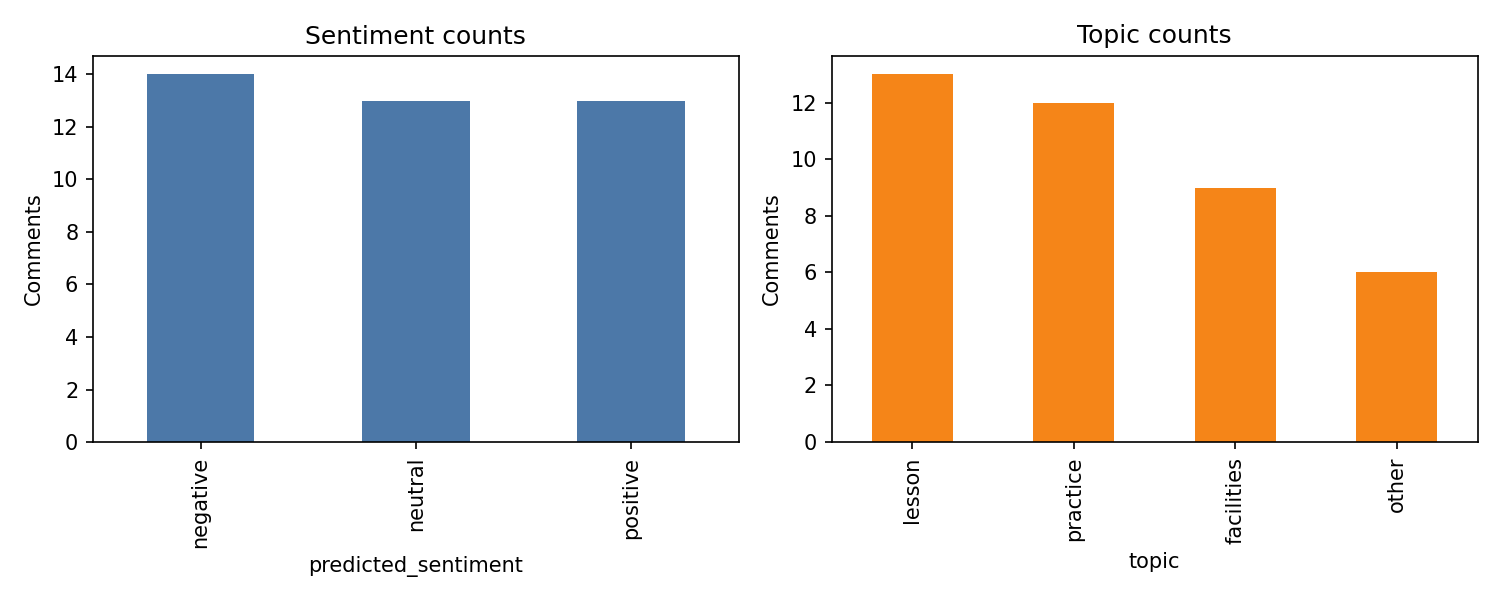 Sentiment counts
Comments
14
12
10
8
6
4
2
0
negative
neutral
positive
predicted_sentiment
Topic counts
Comments
12
10
8
6
4
2
0
lesson
practice
facilities
other
topic